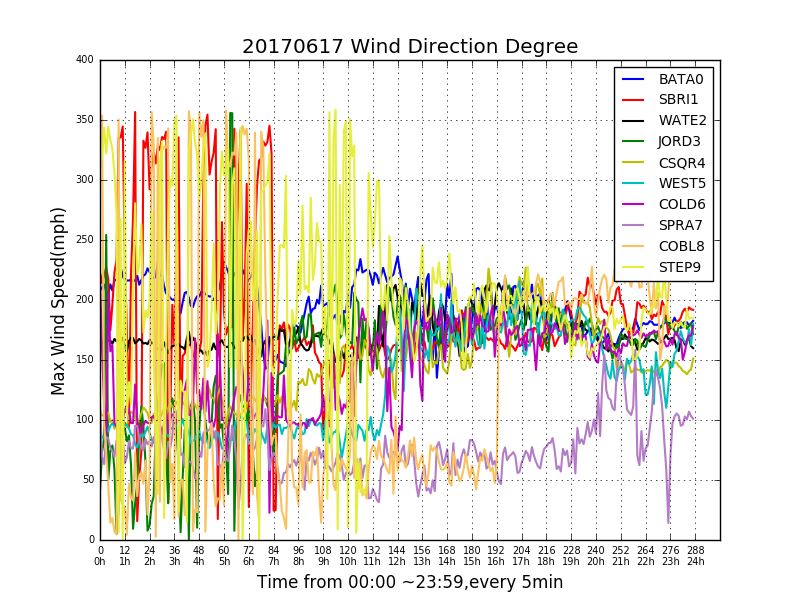 20170617 Wind Direction Degree
Max Wind Speed(mph)
400
350
300
250
200
150
100
50
0
BATA0
SBRI1
WATE2
JORD3
CSQR4
WEST5
COLD6
SPRA7
COBL8
STEP9
0 12 24 36 48 60 72 84 96 108 120 132 144 156 168 180 192 204 216 228 240 252 264 276 288
0h 1h 2h 3h 4h 5h 6h 7h 8h 9h 10h 11h 12h 13h 14h 15h 16h 17h 18h 19h 20h 21h 22h 23h 24h
Time from 00:00 ~23:59,every 5min